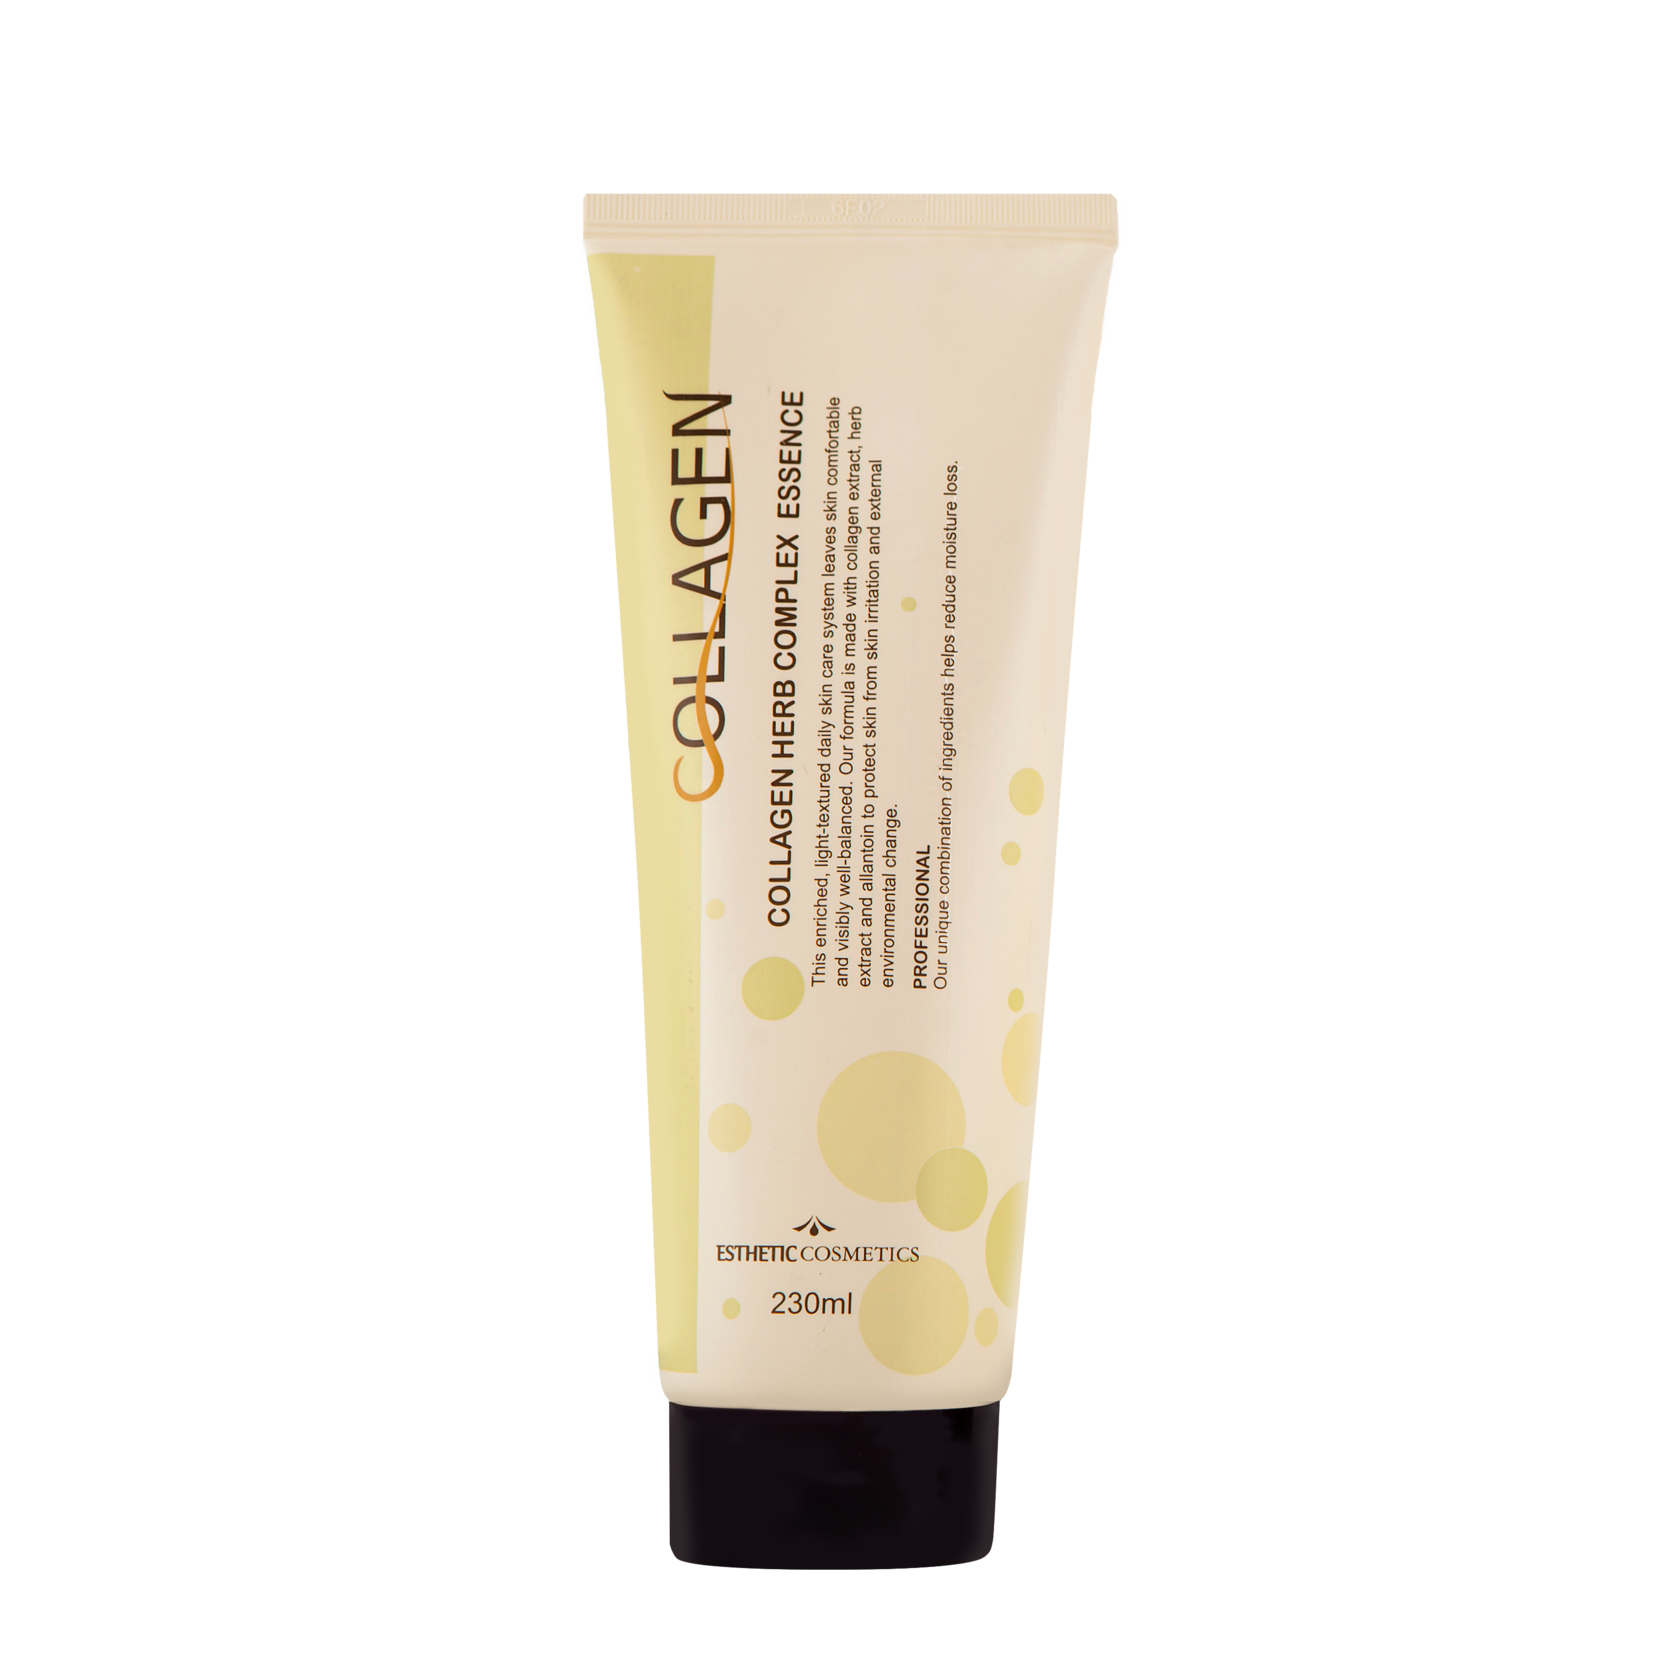 6F02
COLLAGEN
COLLAGEN HERB COMPLEX ESSENCE
This enriched, light-textured daily skin care system leaves skin comfortable
and visibly well-balanced. Our formula is made with collagen extract, herb
extract and allantoin to protect skin from skin irritation and external
environmental change.
PROFESSIONAL
Our unique combination of ingredients helps reduce moisture loss.
ESTHETIC COSMETICS
230ml